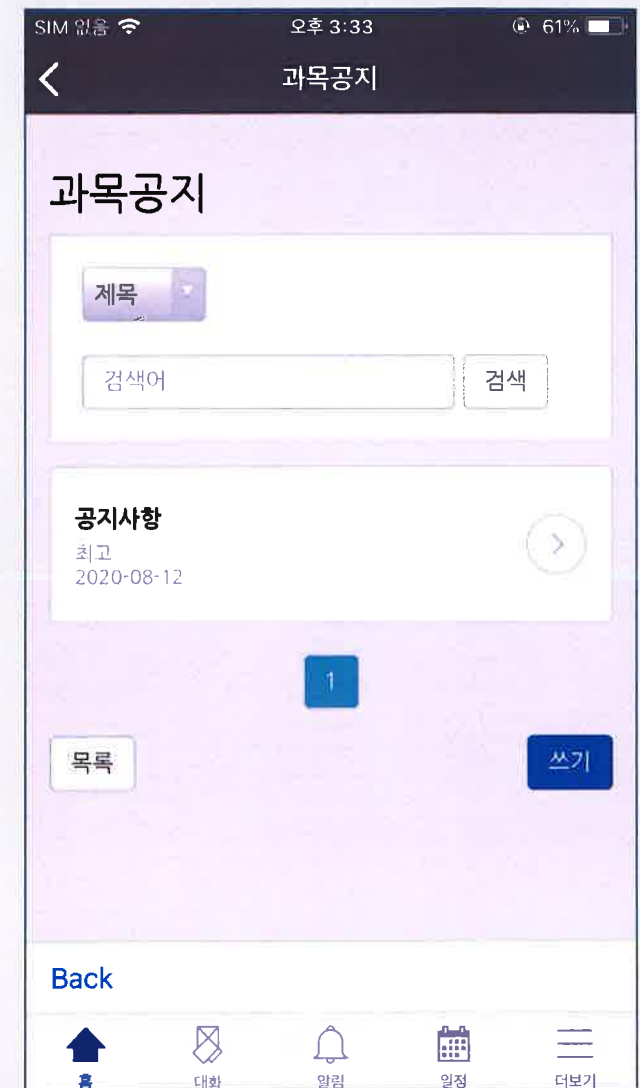 SIM 없음 오후 3:33 61%
과목공지
과목공지
제목
검색어 검색
공지사항
최고
2020-08-12
1
목록 쓰기
Back
홈 대화 알림 일정 더보기